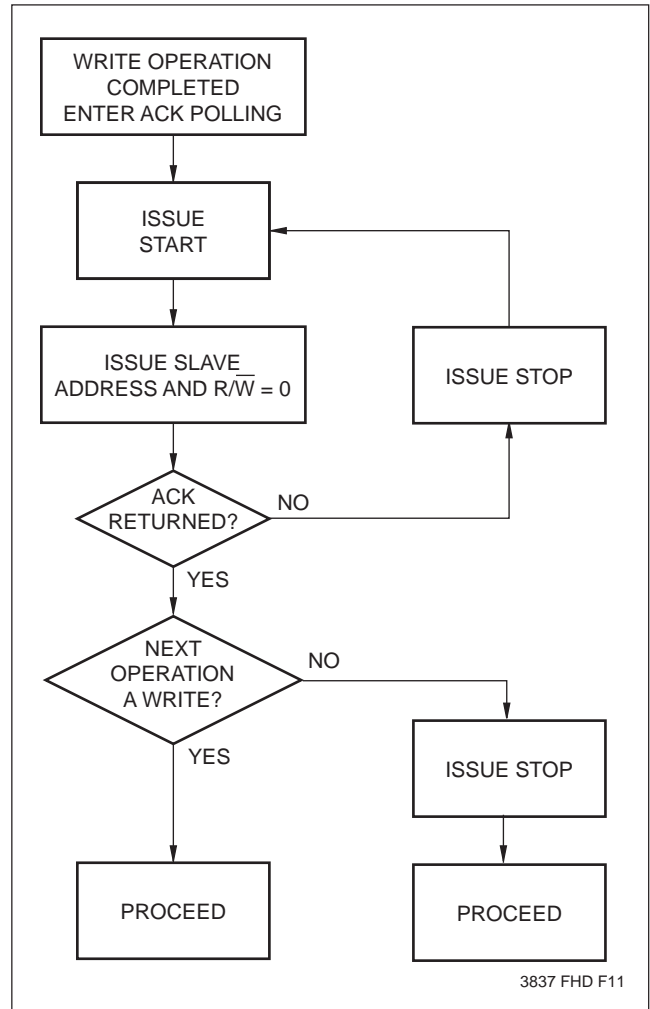 WRITE OPERATION
COMPLETED
ENTER ACK POLLING
ISSUE
START
ISSUE SLAVE
ADDRESS AND R/W̅ = 0
ISSUE STOP
ACK
RETURNED?
NO
YES
NEXT
OPERATION
A WRITE?
NO
YES
ISSUE STOP
PROCEED
PROCEED
3837 FHD F11